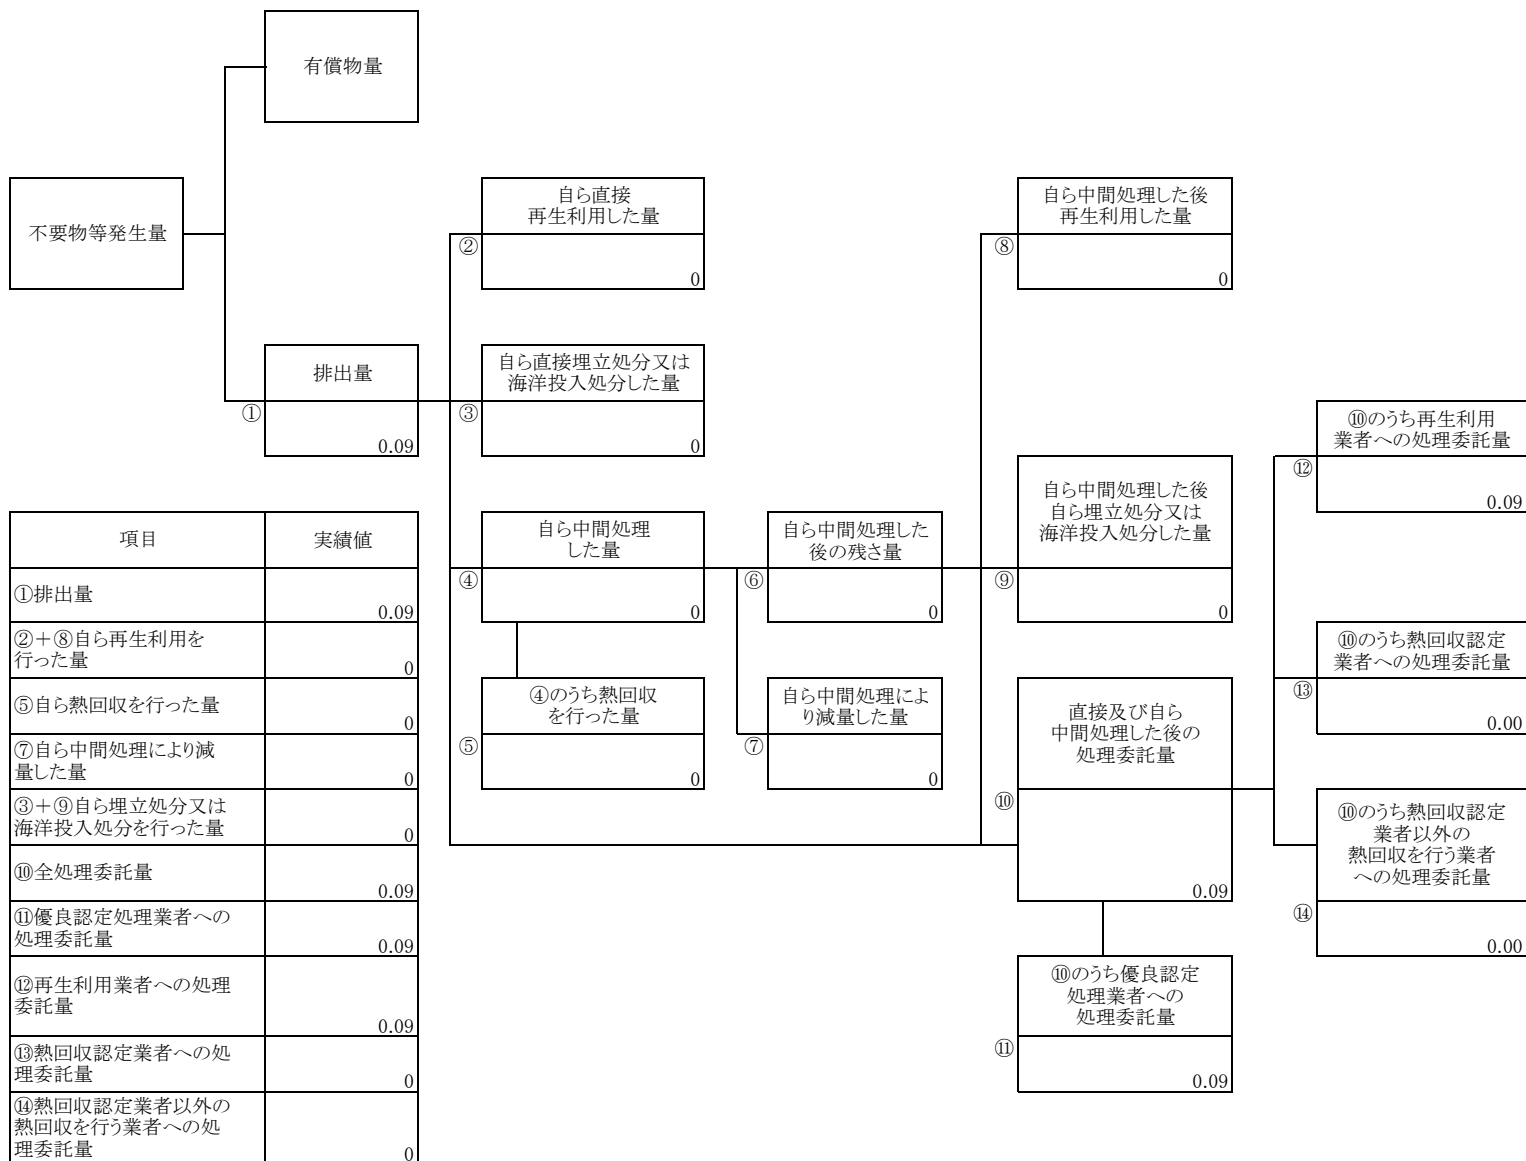 有償物量
不要物等発生量
自ら直接
再生利用した量
②
0
自ら中間処理した後
再生利用した量
⑧
0
排出量
①
0.09
自ら直接埋立処分又は
海洋投入処分した量
③
0
⑩のうち再生利用
業者への処理委託量
⑫
0.09
自ら中間処理
した量
④
0
自ら中間処理した
後の残さ量
⑥
0
自ら中間処理した後
自ら埋立処分又は
海洋投入処分した量
⑨
0
⑩のうち熱回収認定
業者への処理委託量
⑬
0.00
④のうち熱回収
を行った量
⑤
0
自ら中間処理によ
り減量した量
⑦
0
直接及び自ら
中間処理した後の
処理委託量
⑩
0.09
⑩のうち熱回収認定
業者以外の
熱回収を行う業者
への処理委託量
⑭
0.00
⑩のうち優良認定
処理業者への
処理委託量
⑪
0.09
項目
実績値
①排出量
0.09
②+⑧自ら再生利用を
行った量
0
⑤自ら熱回収を行った量
0
⑦自ら中間処理により減
量した量
0
③+⑨自ら埋立処分又は
海洋投入処分を行った量
0
⑩全処理委託量
0.09
⑪優良認定処理業者への
処理委託量
0.09
⑫再生利用業者への処理
委託量
0.09
⑬熱回収認定業者への処
理委託量
0
⑭熱回収認定業者以外の
熱回収を行う業者への処
理委託量
0